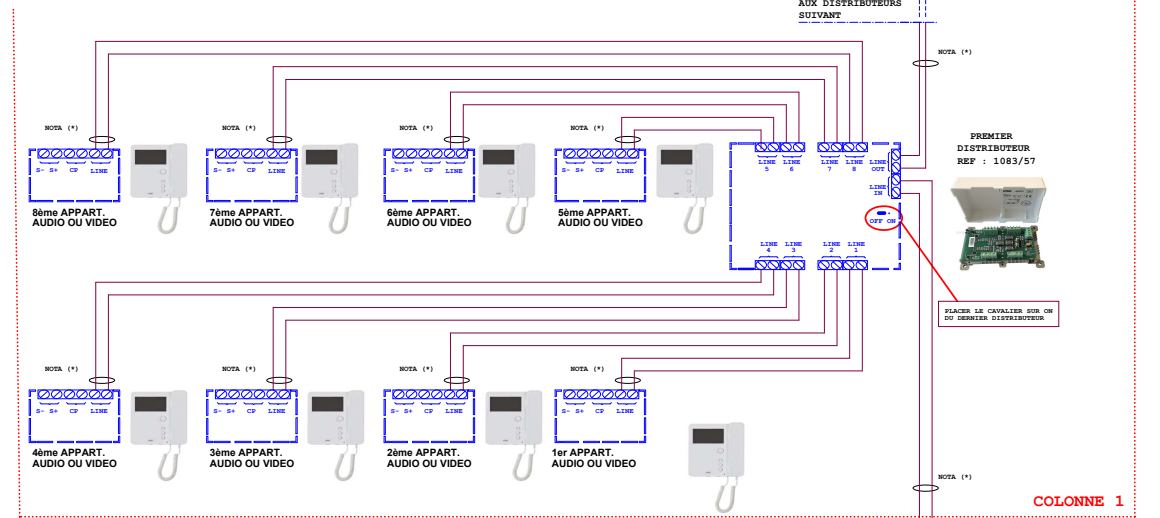 AUX DISTRIBUTEURS
SUIVANT
NOTA (*)
NOTA (*)
NOTA (*)
NOTA (*)
NOTA (*)
PREMIER
DISTRIBUTEUR
REF : 1083/57
S- S+ CP LINE
S- S+ CP LINE
S- S+ CP LINE
S- S+ CP LINE
LINE 5
LINE 6
LINE 7
LINE 8
LINE OUT
LINE IN
OFF ON
8ème APPART.
AUDIO OU VIDEO
7ème APPART.
AUDIO OU VIDEO
6ème APPART.
AUDIO OU VIDEO
5ème APPART.
AUDIO OU VIDEO
LINE 4
LINE 3
LINE 2
LINE 1
PLACER LE CAVALIER SUR ON
DU DERNIER DISTRIBUTEUR
NOTA (*)
NOTA (*)
NOTA (*)
NOTA (*)
S- S+ CP LINE
S- S+ CP LINE
S- S+ CP LINE
S- S+ CP LINE
4ème APPART.
AUDIO OU VIDEO
3ème APPART.
AUDIO OU VIDEO
2ème APPART.
AUDIO OU VIDEO
1er APPART.
AUDIO OU VIDEO
NOTA (*)
COLONNE 1